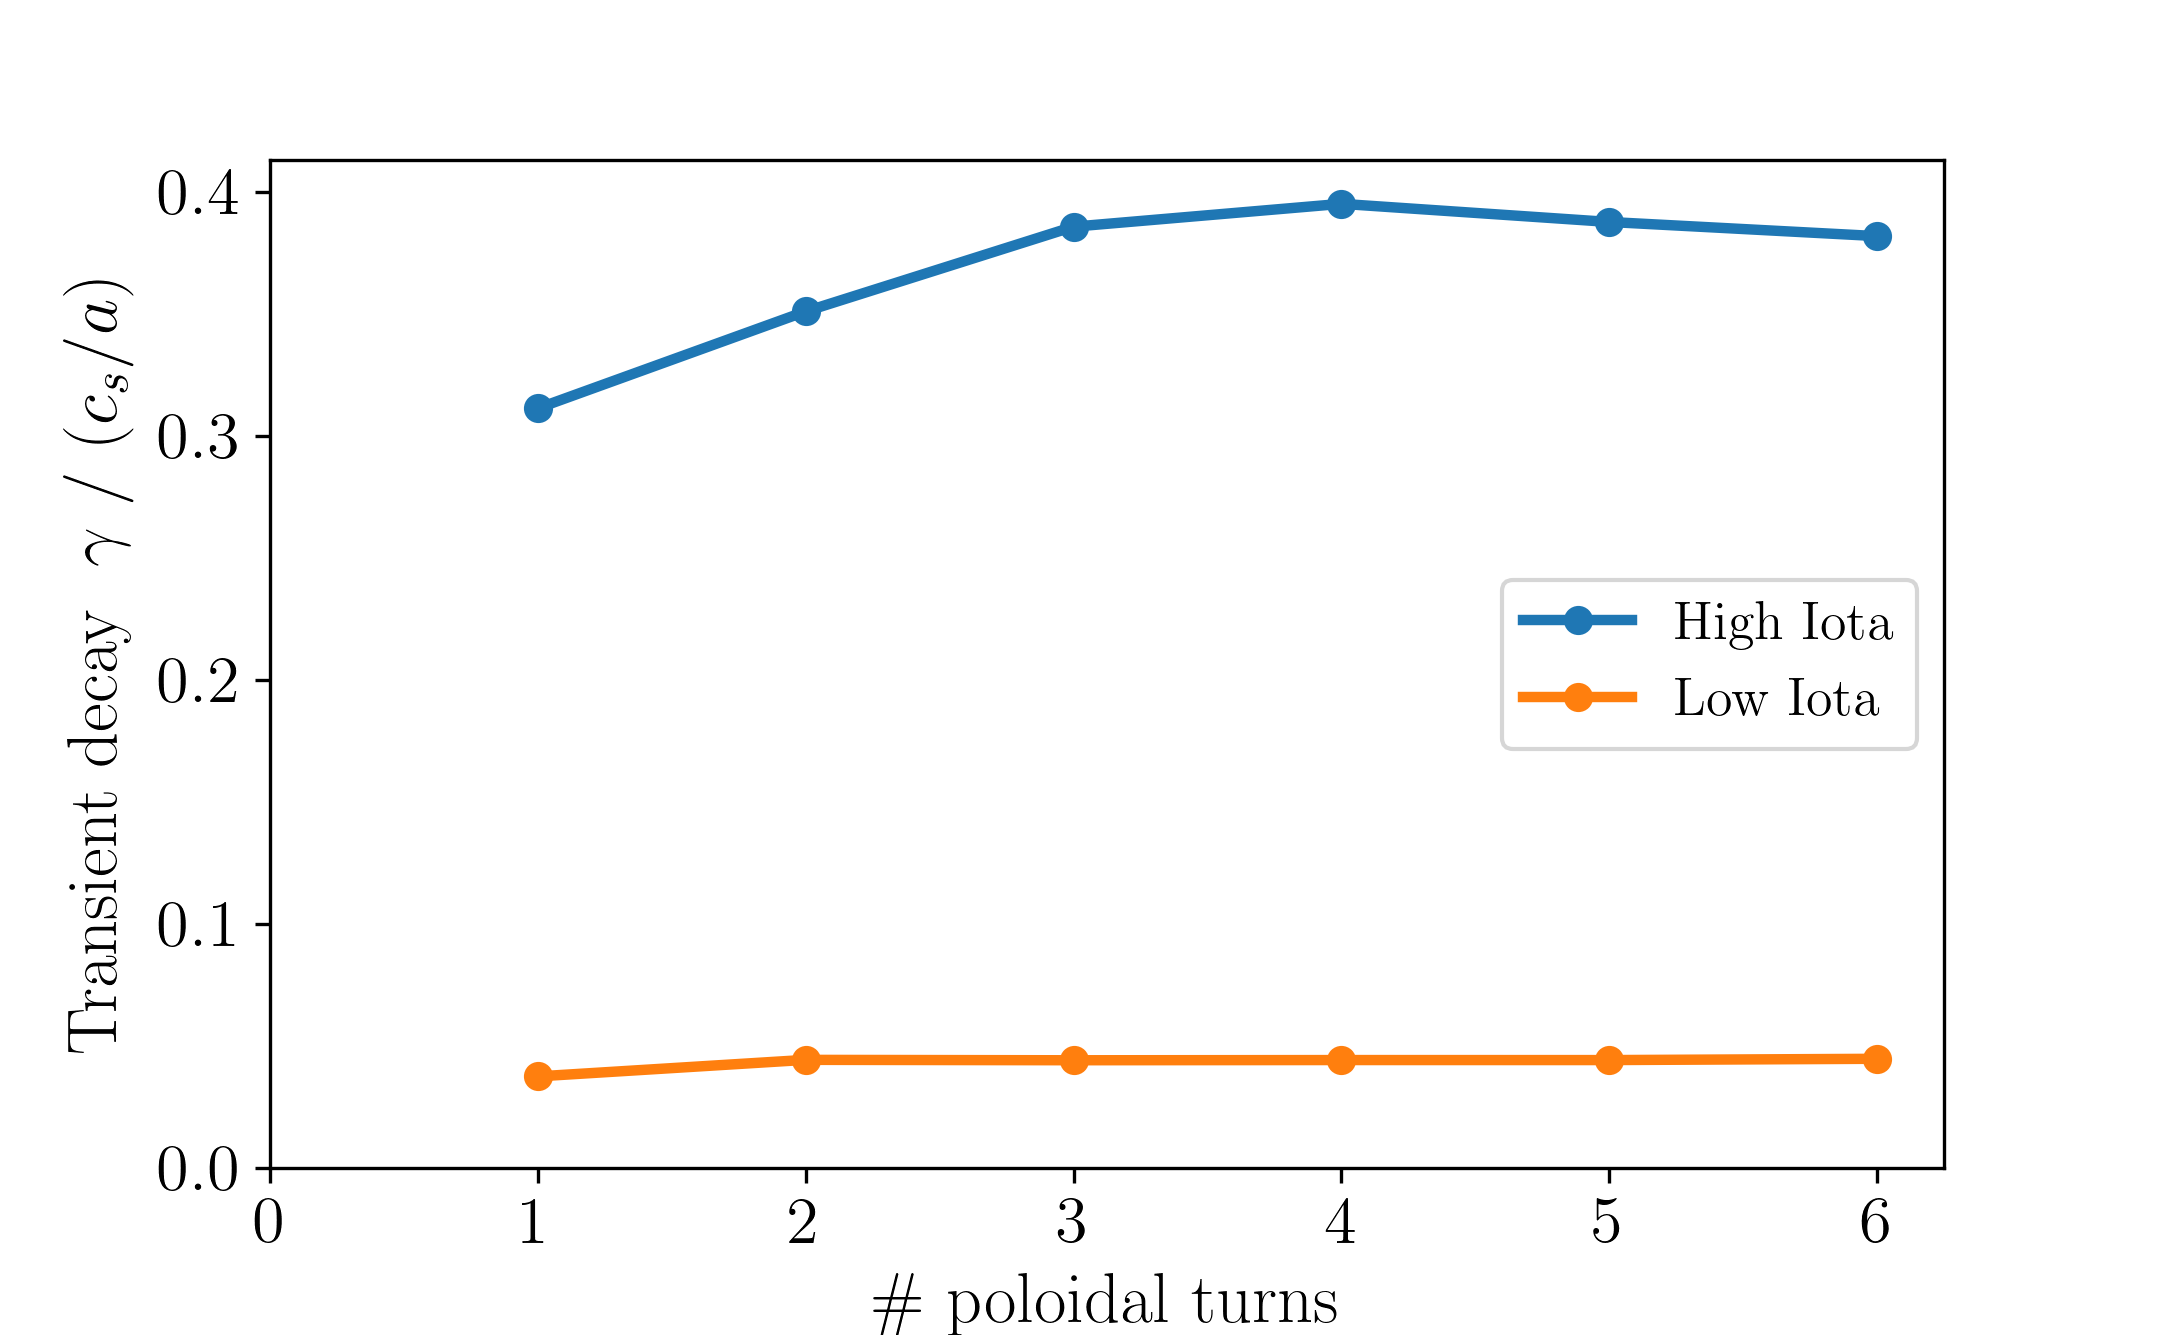 Transient decay γ / (c_s/a)
0.4
0.3
0.2
0.1
0.0
High Iota
Low Iota
0 1 2 3 4 5 6
# poloidal turns